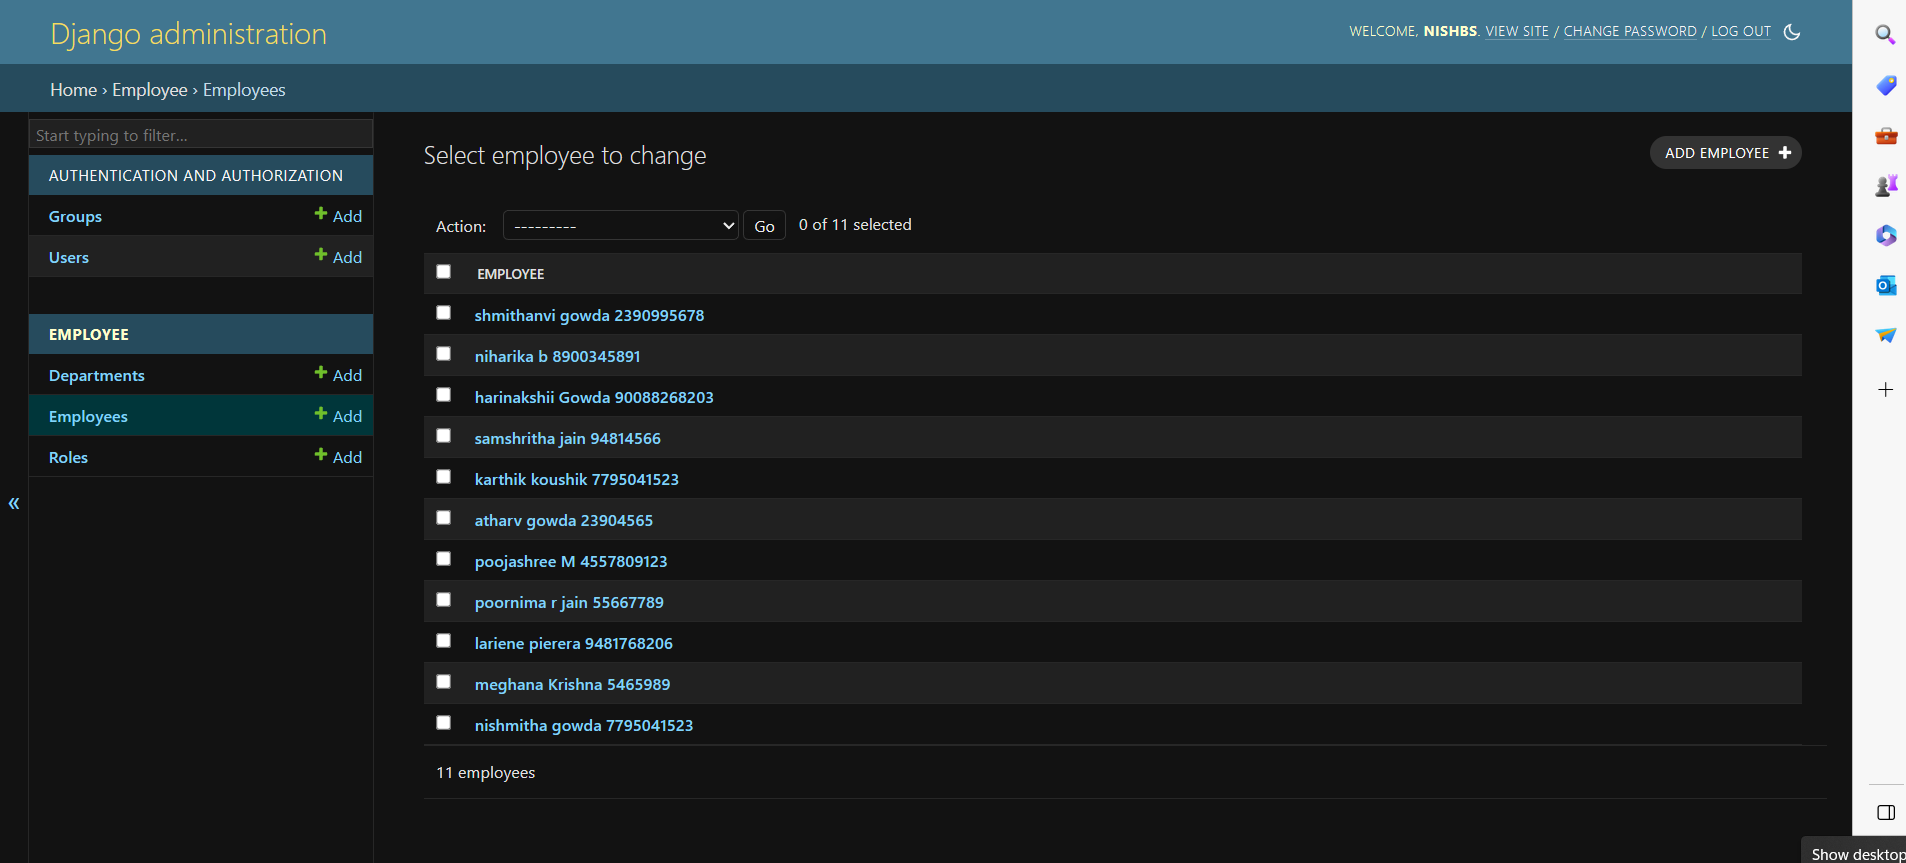 Django administration
WELCOME, NISHBS. VIEW SITE / CHANGE PASSWORD / LOG OUT
Home › Employee › Employees
Start typing to filter...
AUTHENTICATION AND AUTHORIZATION
Groups Add
Users Add
EMPLOYEE
Departments Add
Employees Add
Roles Add
«
Select employee to change
ADD EMPLOYEE
Action: --------- Go 0 of 11 selected
EMPLOYEE
shmithanvi gowda 2390995678
niharika b 8900345891
harinakshii Gowda 90088268203
samshritha jain 94814566
karthik koushik 7795041523
atharv gowda 23904565
poojashree M 4557809123
poornima r jain 55667789
lariene pierera 9481768206
meghana Krishna 5465989
nishmitha gowda 7795041523
11 employees
Show desktop